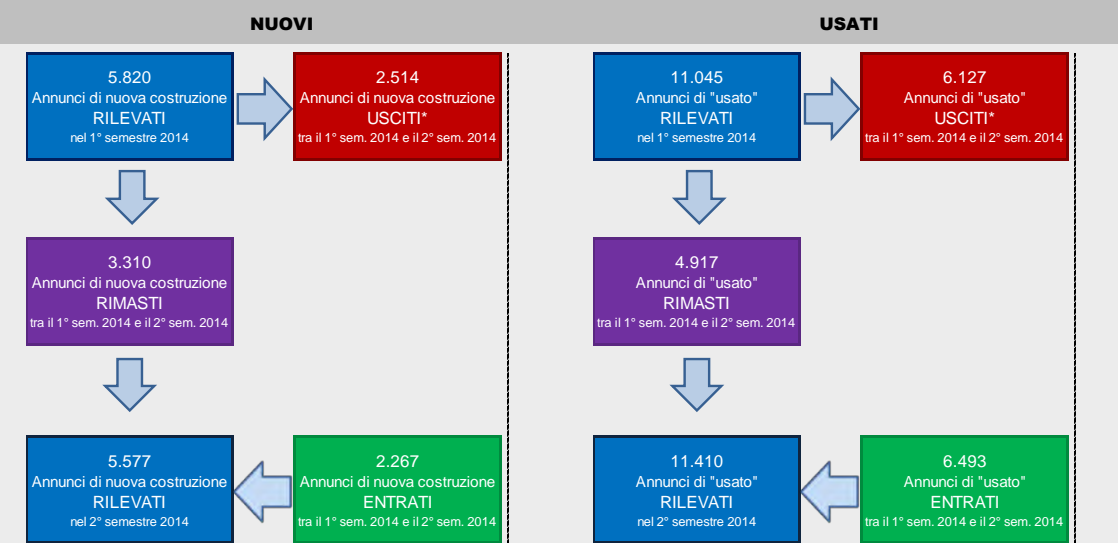 NUOVI
5.820
Annunci di nuova costruzione
RILEVATI
nel 1° semestre 2014
2.514
Annunci di nuova costruzione
USCITI*
tra il 1° sem. 2014 e il 2° sem. 2014
3.310
Annunci di nuova costruzione
RIMASTI
tra il 1° sem. 2014 e il 2° sem. 2014
5.577
Annunci di nuova costruzione
RILEVATI
nel 2° semestre 2014
2.267
Annunci di nuova costruzione
ENTRATI
tra il 1° sem. 2014 e il 2° sem. 2014
USATI
11.045
Annunci di "usato"
RILEVATI
nel 1° semestre 2014
6.127
Annunci di "usato"
USCITI*
tra il 1° sem. 2014 e il 2° sem. 2014
4.917
Annunci di "usato"
RIMASTI
tra il 1° sem. 2014 e il 2° sem. 2014
11.410
Annunci di "usato"
RILEVATI
nel 2° semestre 2014
6.493
Annunci di "usato"
ENTRATI
tra il 1° sem. 2014 e il 2° sem. 2014